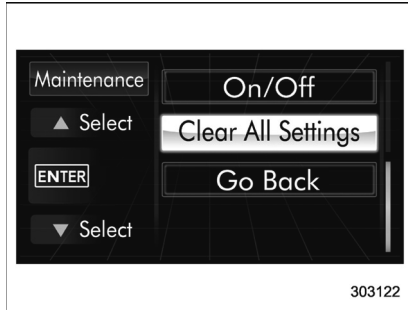 Maintenance
On/Off
▲ Select
Clear All Settings
ENTER
Go Back
▼ Select
303122